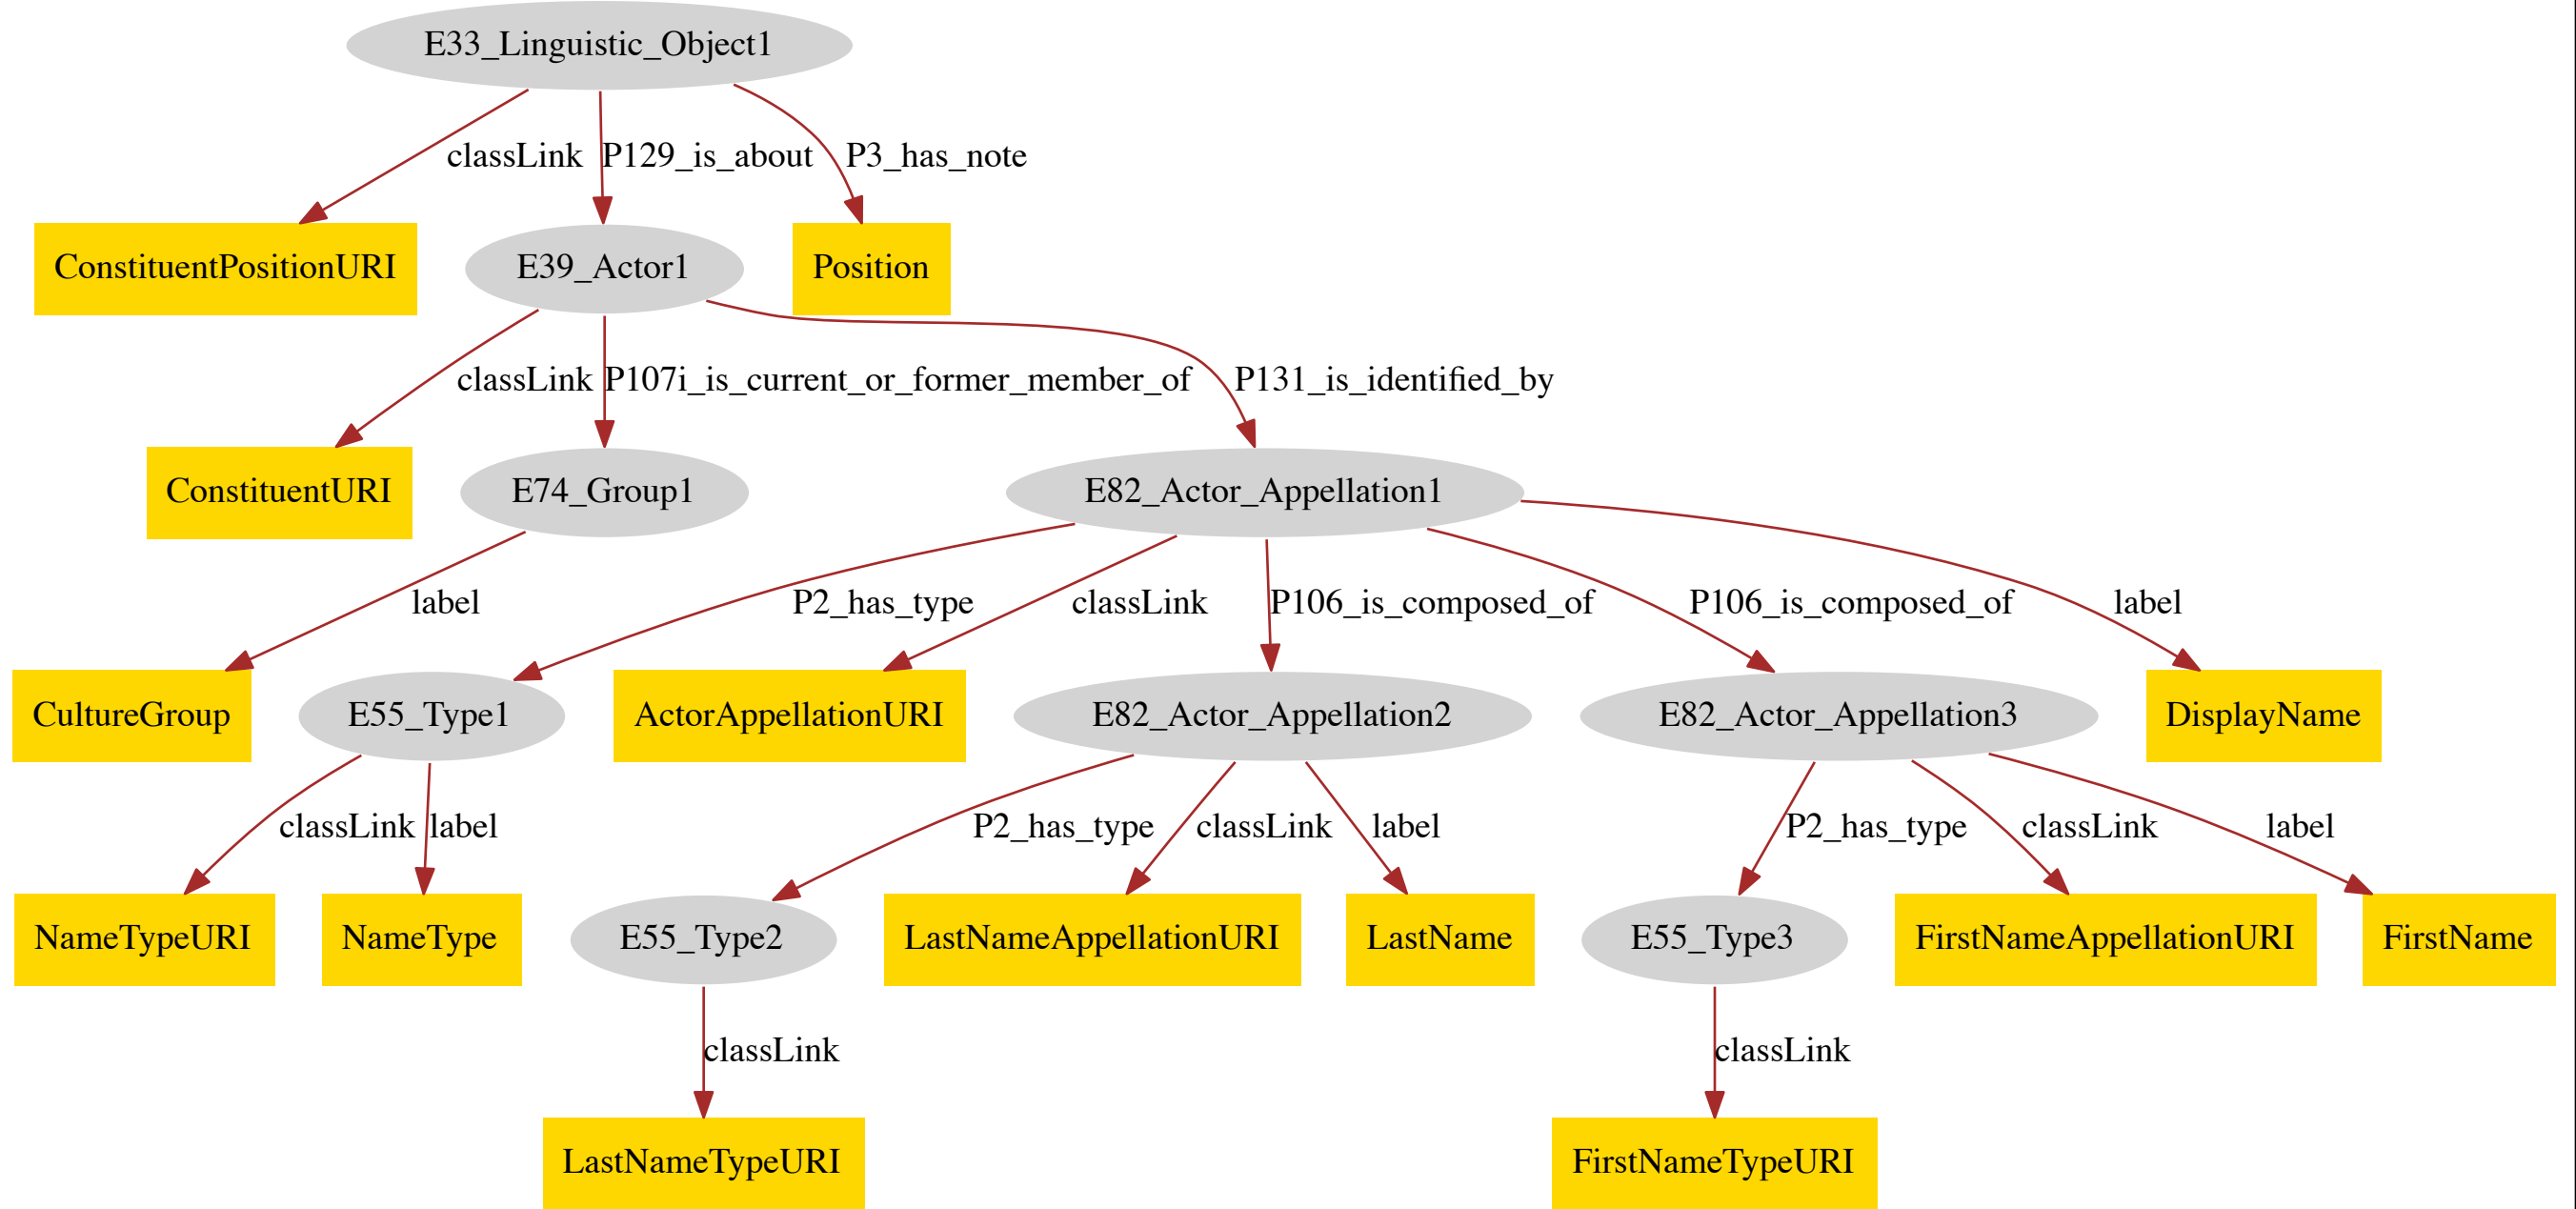 E33_Linguistic_Object1
classLink
P129_is_about
P3_has_note
ConstituentPositionURI
E39_Actor1
Position
classLink
P107i_is_current_or_former_member_of
P131_is_identified_by
ConstituentURI
E74_Group1
E82_Actor_Appellation1
label
P2_has_type
classLink
P106_is_composed_of
P106_is_composed_of
label
CultureGroup
E55_Type1
ActorAppellationURI
E82_Actor_Appellation2
E82_Actor_Appellation3
DisplayName
classLink
label
P2_has_type
classLink
label
P2_has_type
classLink
label
NameTypeURI
NameType
E55_Type2
LastNameAppellationURI
LastName
E55_Type3
FirstNameAppellationURI
FirstName
classLink
classLink
LastNameTypeURI
FirstNameTypeURI